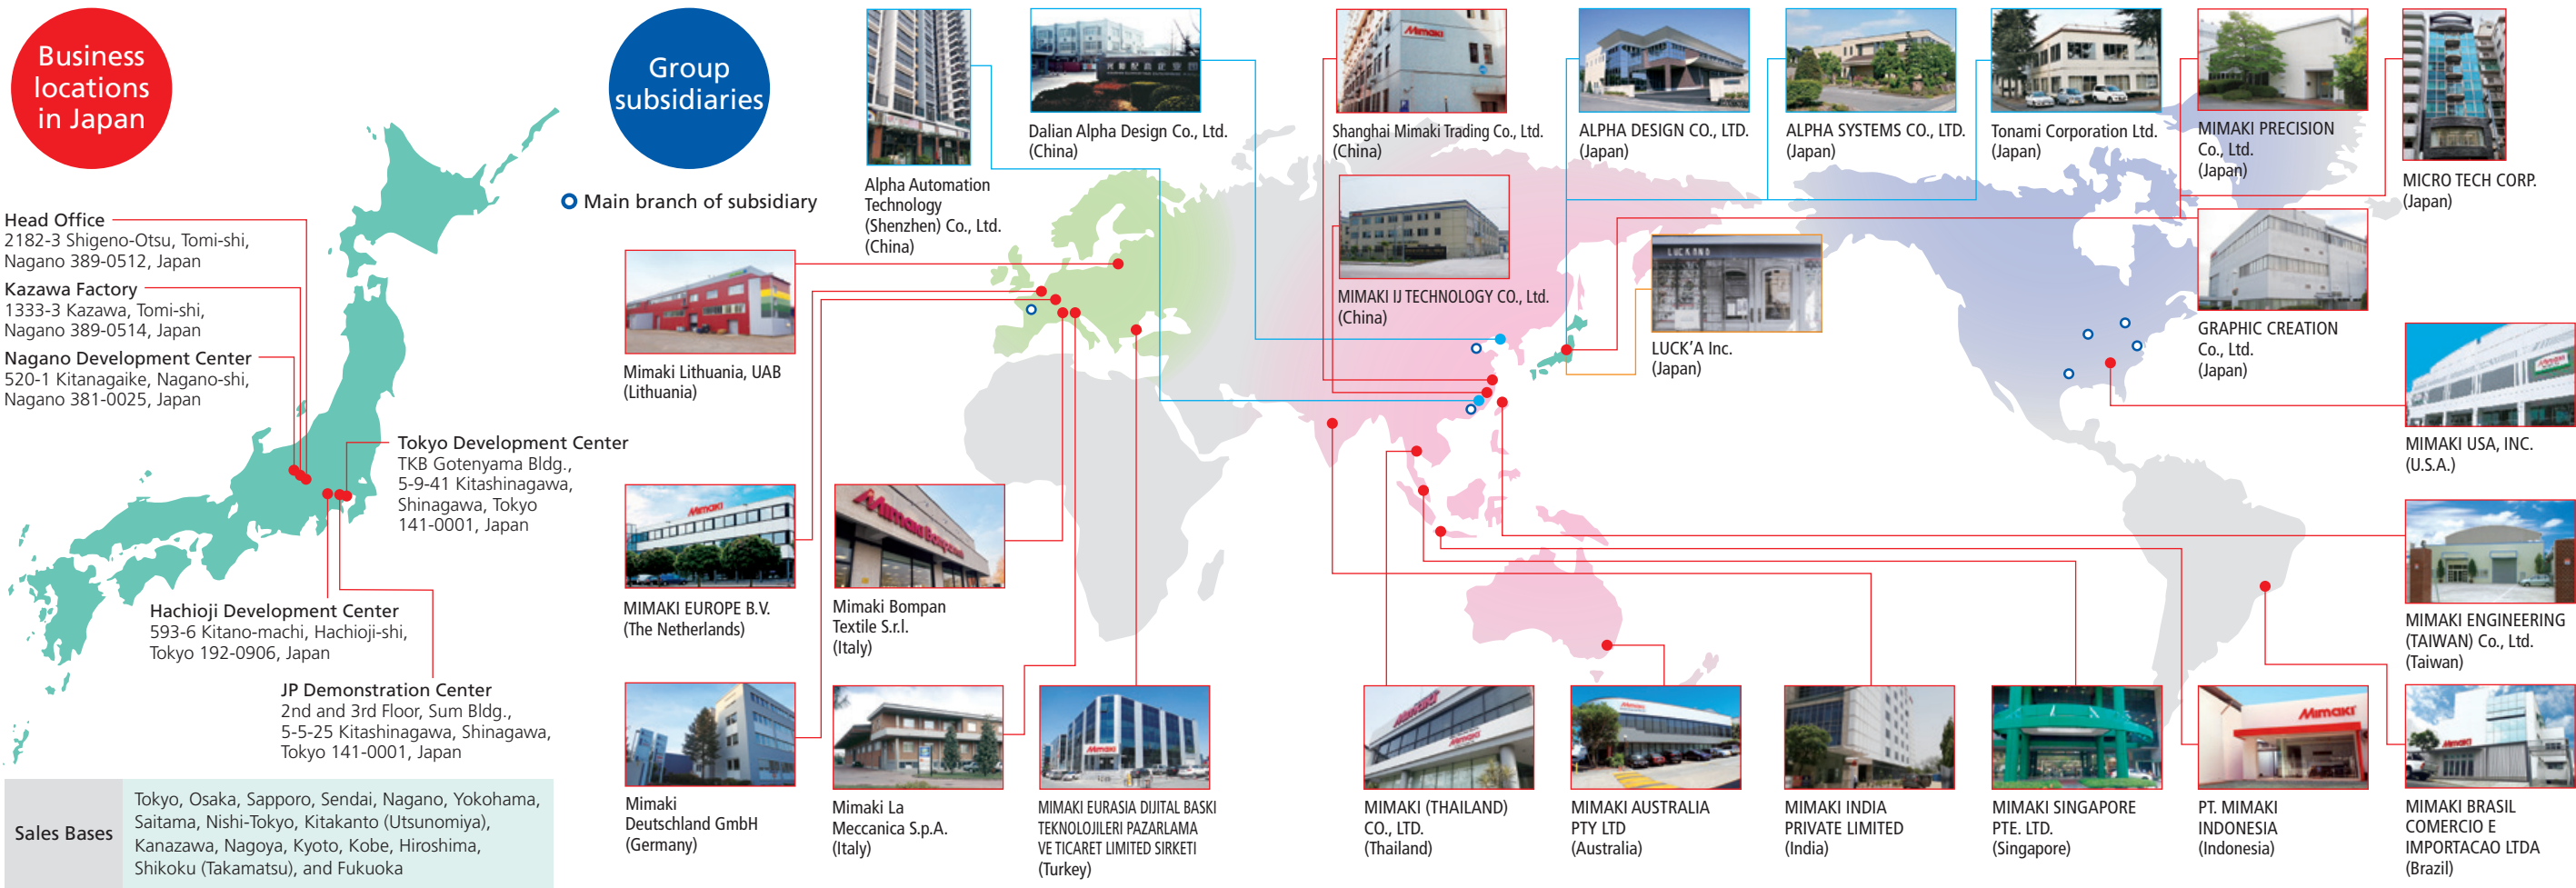 Business
locations
in Japan
Head Office
2182-3 Shigeno-Otsu, Tomi-shi,
Nagano 389-0512, Japan
Kazawa Factory
1333-3 Kazawa, Tomi-shi,
Nagano 389-0514, Japan
Nagano Development Center
520-1 Kitanagaike, Nagano-shi,
Nagano 381-0025, Japan
Tokyo Development Center
TKB Gotenyama Bldg.,
5-9-41 Kitashinagawa,
Shinagawa, Tokyo
141-0001, Japan
Hachioji Development Center
593-6 Kitano-machi, Hachioji-shi,
Tokyo 192-0906, Japan
JP Demonstration Center
2nd and 3rd Floor, Sum Bldg.,
5-5-25 Kitashinagawa, Shinagawa,
Tokyo 141-0001, Japan
Sales Bases
Tokyo, Osaka, Sapporo, Sendai, Nagano, Yokohama,
Saitama, Nishi-Tokyo, Kitakanto (Utsunomiya),
Kanazawa, Nagoya, Kyoto, Kobe, Hiroshima,
Shikoku (Takamatsu), and Fukuoka
Group
subsidiaries
Main branch of subsidiary
Alpha Automation
Technology
(Shenzhen) Co., Ltd.
(China)
Dalian Alpha Design Co., Ltd.
(China)
Mimaki
Shanghai Mimaki Trading Co., Ltd.
(China)
MIMAKI IJ TECHNOLOGY CO., Ltd.
(China)
ALPHA DESIGN CO., LTD.
(Japan)
ALPHA SYSTEMS CO., LTD.
(Japan)
Tonami Corporation Ltd.
(Japan)
MIMAKI PRECISION
Co., Ltd.
(Japan)
MICRO TECH CORP.
(Japan)
LUCKAND
LUCK'A Inc.
(Japan)
GRAPHIC CREATION
Co., Ltd.
(Japan)
Mimaki Lithuania, UAB
(Lithuania)
MIMAKI USA, INC.
(U.S.A.)
Mimaki
MIMAKI EUROPE B.V.
(The Netherlands)
Mimaki Bompan
Mimaki Bompan
Textile S.r.l.
(Italy)
MIMAKI ENGINEERING
(TAIWAN) Co., Ltd.
(Taiwan)
Mimaki
Deutschland GmbH
(Germany)
Mimaki La
Meccanica S.p.A.
(Italy)
Mimaki
MIMAKI EURASIA DIJITAL BASKI
TEKNOLOJILERI PAZARLAMA
VE TICARET LIMITED SIRKETI
(Turkey)
Mimaki
Mimaki
MIMAKI (THAILAND)
CO., LTD.
(Thailand)
Mimaki
MIMAKI AUSTRALIA
PTY LTD
(Australia)
MIMAKI INDIA
PRIVATE LIMITED
(India)
MIMAKI SINGAPORE
PTE. LTD.
(Singapore)
Mimaki
PT. MIMAKI
INDONESIA
(Indonesia)
Mimaki
MIMAKI BRASIL
COMERCIO E
IMPORTACAO LTDA
(Brazil)